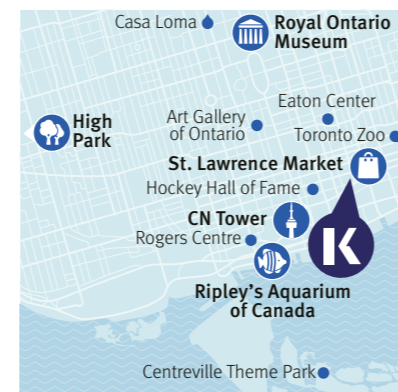 Casa Loma
Royal Ontario
Museum
High
Park
Eaton Center
Art Gallery
of Ontario
Toronto Zoo
St. Lawrence Market
Hockey Hall of Fame
CN Tower
Rogers Centre
K
Ripley's Aquarium
of Canada
Centreville Theme Park